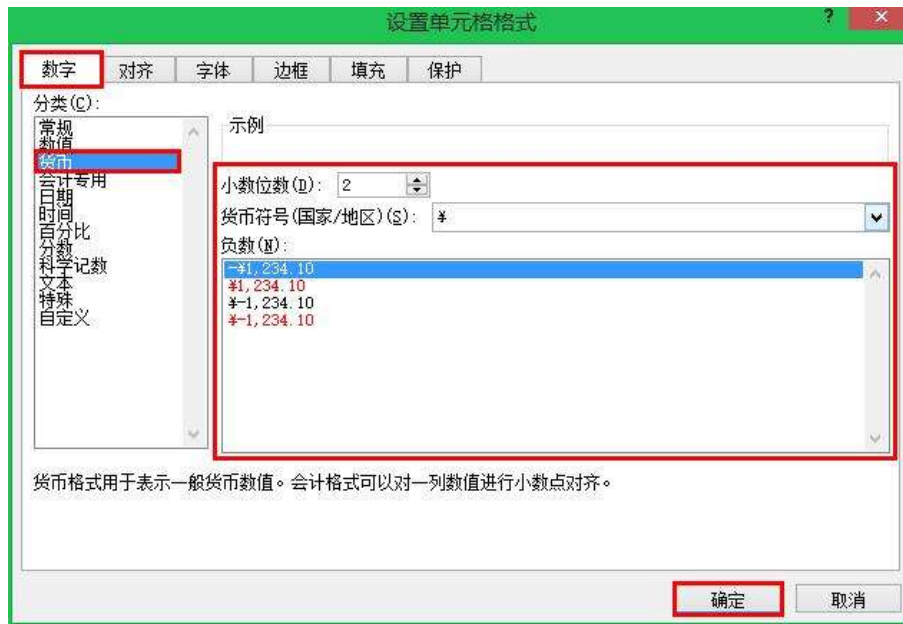 设置单元格格式 ? ×
数字 对齐 字体 边框 填充 保护
分类(C):
常规
数值
货币
会计专用
日期
时间
百分比
分数
科学记数
文本
特殊
自定义
示例
小数位数(D): 2
货币符号(国家/地区)(S): ¥
负数(N):
-¥1,234.10
¥1,234.10
¥-1,234.10
¥-1,234.10
货币格式用于表示一般货币数值。会计格式可以对一列数值进行小数点对齐。
确定 取消